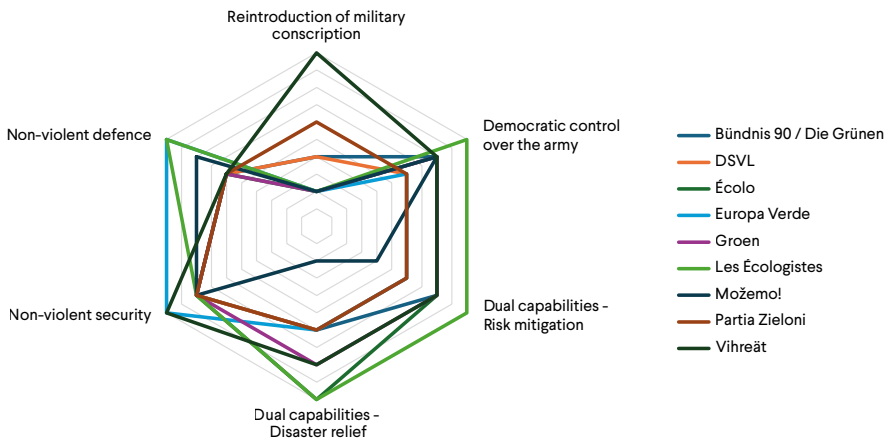 Reintroduction of military
conscription
Non-violent defence
Democratic control
over the army
Non-violent security
Dual capabilities -
Risk mitigation
Dual capabilities -
Disaster relief
Bündnis 90 / Die Grünen
DSVL
Écolo
Europa Verde
Groen
Les Écologistes
Možemo!
Partia Zieloni
Vihreät